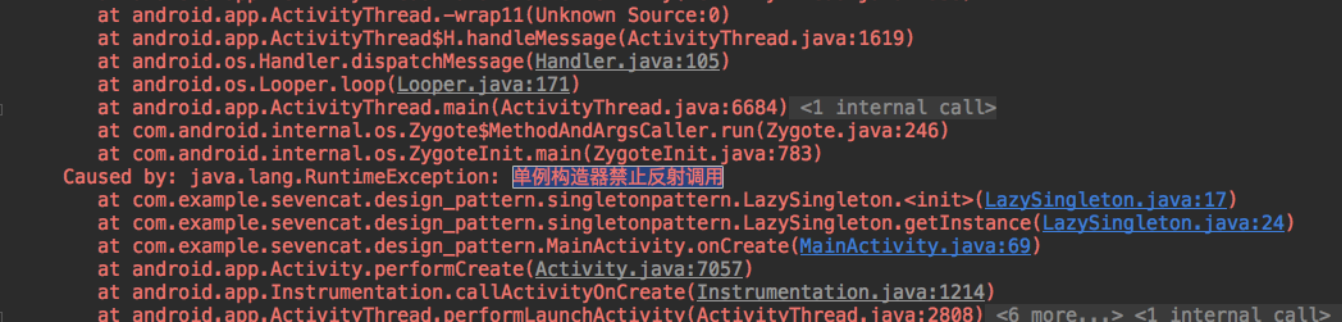 at android.app.ActivityThread.-wrap11(Unknown Source:0)
at android.app.ActivityThread$H.handleMessage(ActivityThread.java:1619)
at android.os.Handler.dispatchMessage(Handler.java:105)
at android.os.Looper.loop(Looper.java:171)
at android.app.ActivityThread.main(ActivityThread.java:6684) <1 internal call>
at com.android.internal.os.Zygote$MethodAndArgsCaller.run(Zygote.java:246)
at com.android.internal.os.ZygoteInit.main(ZygoteInit.java:783)
Caused by: java.lang.RuntimeException: 单例构造器禁止反射调用
at com.example.sevencat.design_pattern.singletonpattern.LazySingleton.<init>(LazySingleton.java:17)
at com.example.sevencat.design_pattern.singletonpattern.LazySingleton.getInstance(LazySingleton.java:24)
at com.example.sevencat.design_pattern.MainActivity.onCreate(MainActivity.java:69)
at android.app.Activity.performCreate(Activity.java:7057)
at android.app.Instrumentation.callActivityOnCreate(Instrumentation.java:1214)
at android.app.ActivityThread.performLaunchActivity(ActivityThread.java:2808) <6 more...> <1 internal call>